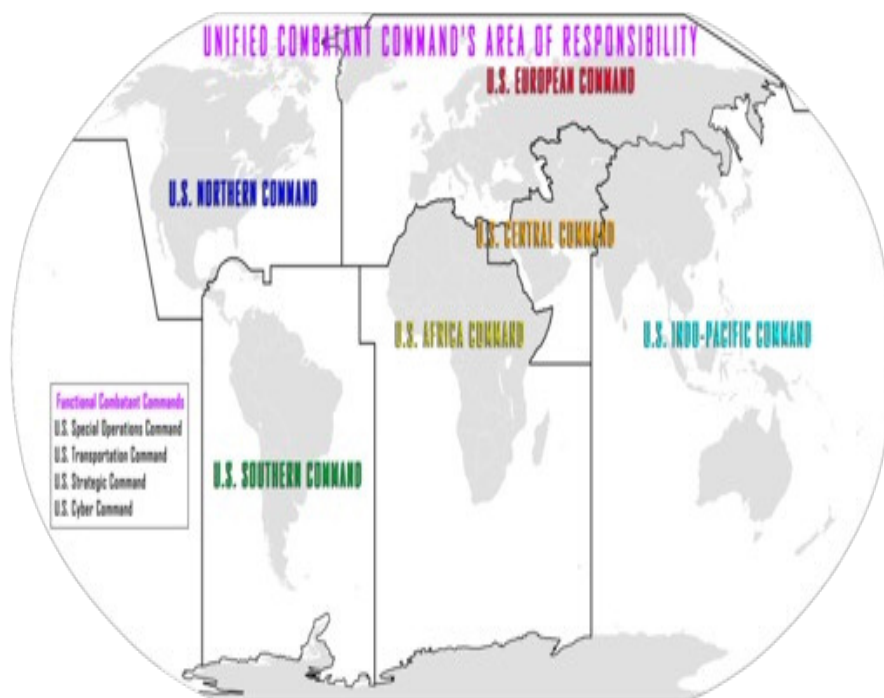 UNIFIED COMBATANT COMMAND'S AREA OF RESPONSIBILITY
U.S. EUROPEAN COMMAND
U.S. NORTHERN COMMAND
U.S. CENTRAL COMMAND
U.S. AFRICA COMMAND
U.S. INDO-PACIFIC COMMAND
Functional Combatant Commands
U.S. Special Operations Command
U.S. Transportation Command
U.S. Strategic Command
U.S. Cyber Command
U.S. SOUTHERN COMMAND